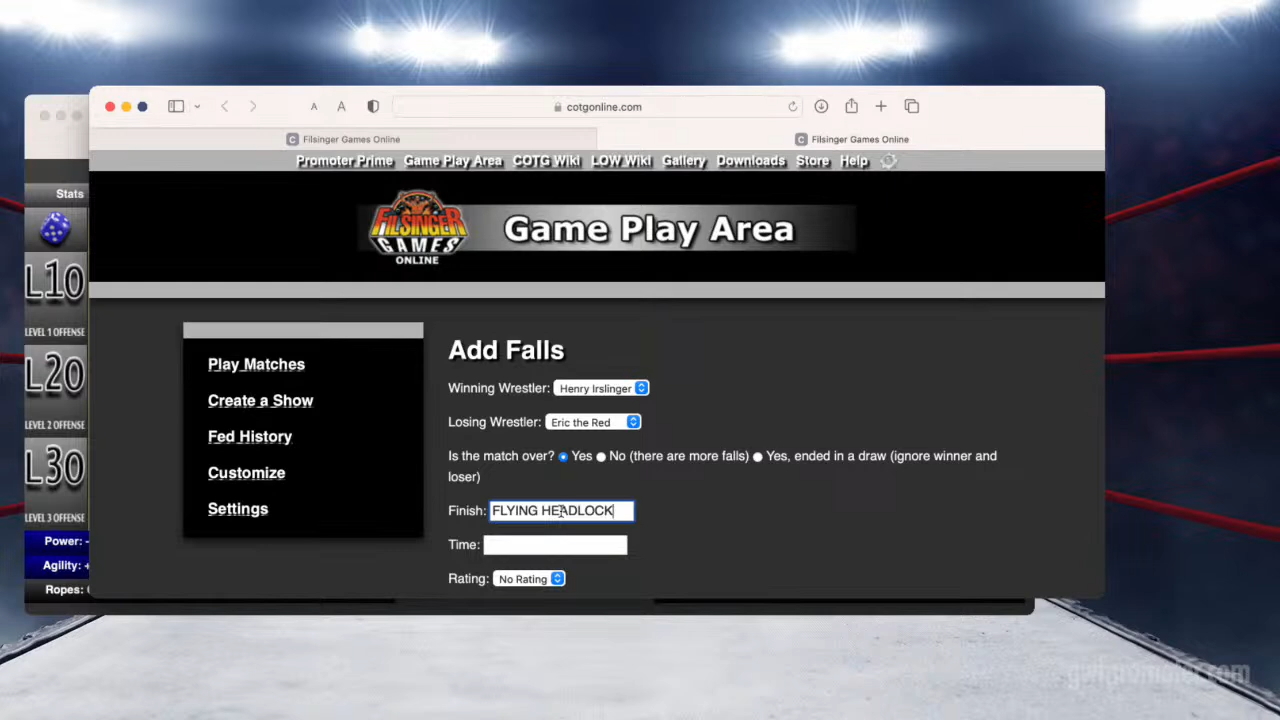 cotgonline.com
Filsinger Games Online
Filsinger Games Online
Promoter Prime Game Play Area COTG Wiki LOW Wiki Gallery Downloads Store Help
FILSINGER GAMES ONLINE
Game Play Area
Stats
L10
LEVEL 1 OFFENSE
L20
LEVEL 2 OFFENSE
L30
LEVEL 3 OFFENSE
Power: -
Agility: +
Ropes:
Play Matches
Create a Show
Fed History
Customize
Settings
Add Falls
Winning Wrestler: Henry Irslinger
Losing Wrestler: Eric the Red
Is the match over? Yes No (there are more falls) Yes, ended in a draw (ignore winner and
loser)
Finish: FLYING HEADLOCK
Time:
Rating: No Rating
gwfpromoter.com